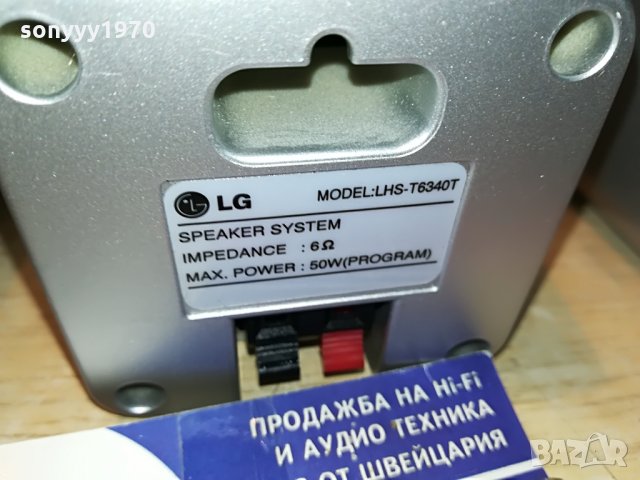 sonyyy1970
LG MODEL:LHS-T6340T
SPEAKER SYSTEM
IMPEDANCE : 6Ω
MAX. POWER : 50W(PROGRAM)
ПРОДАЖБА НА Hi-Fi
И АУДИО ТЕХНИКА
ОТ ШВЕЙЦАРИЯ
BAZAR